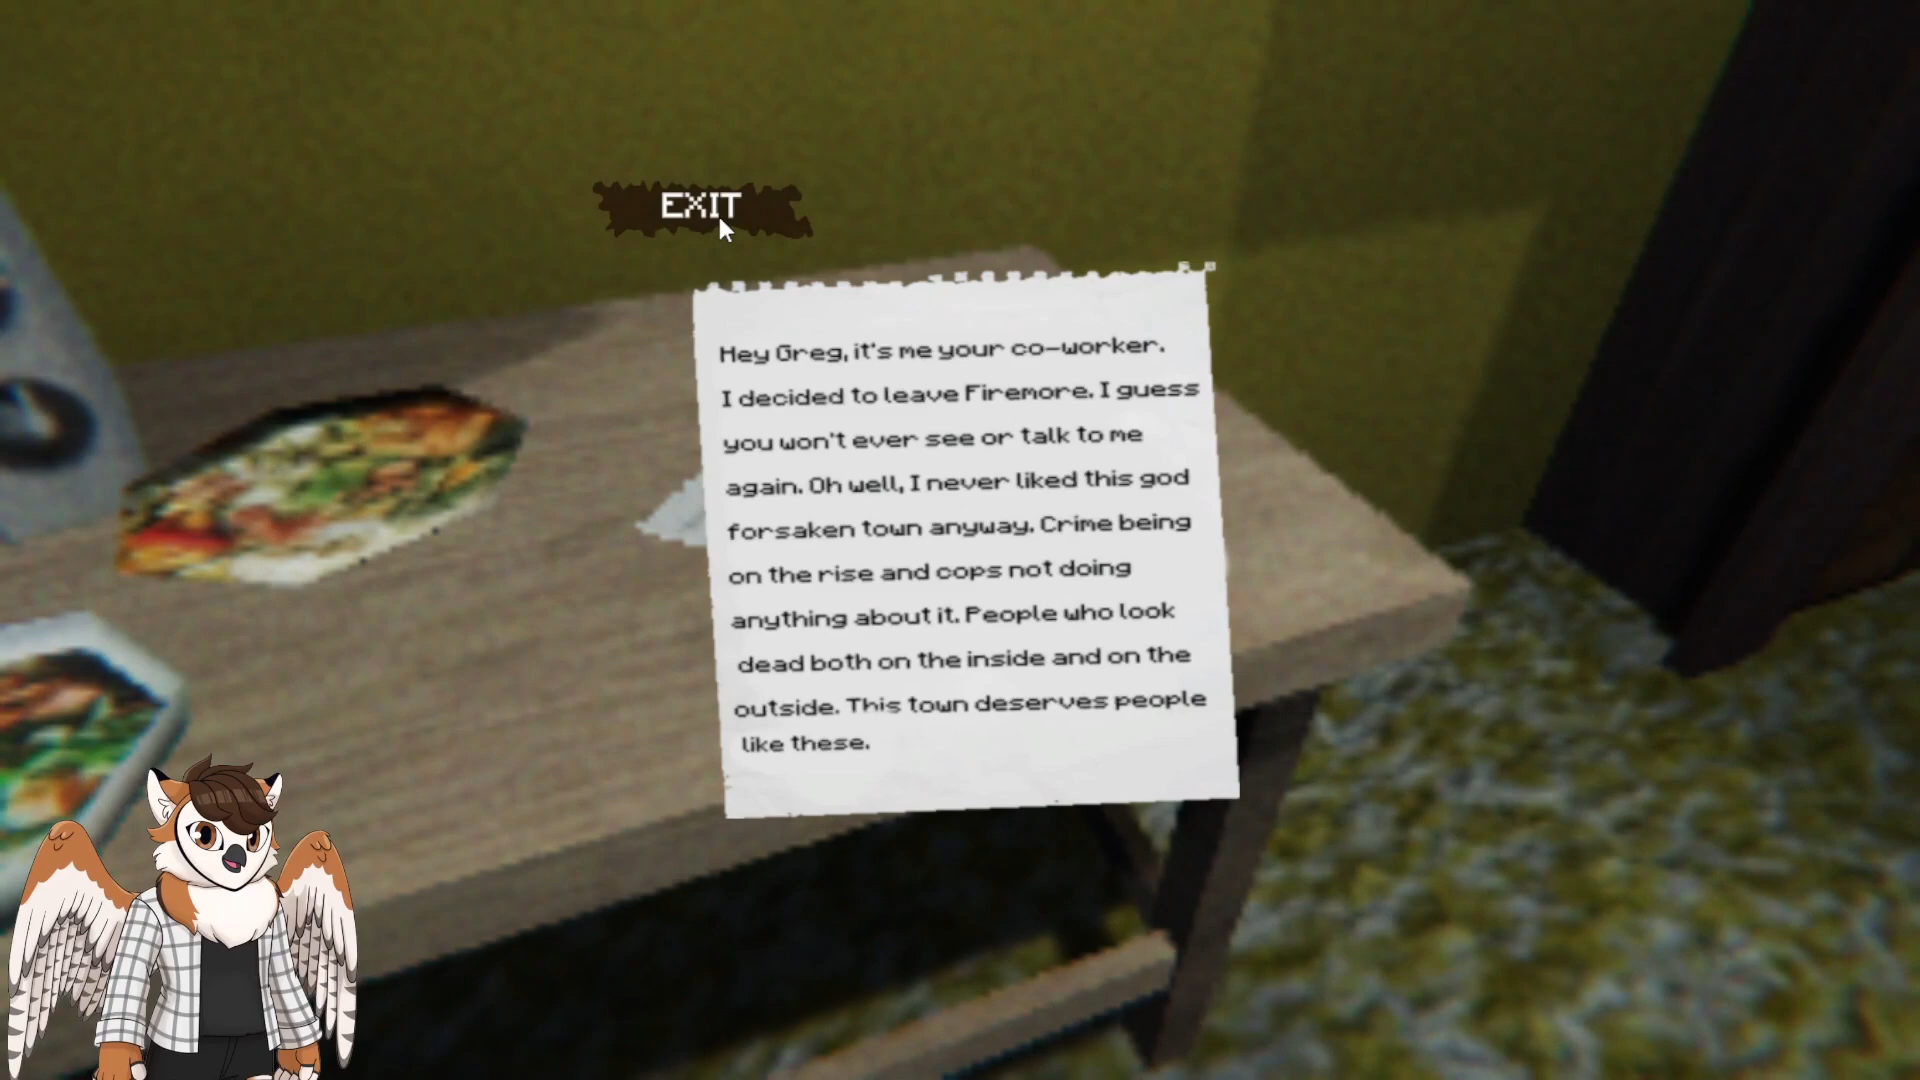 EXIT
Hey Greg, it's me your co-worker.
I decided to leave Firemore. I guess
you won't ever see or talk to me
again. Oh well, I never liked this god
forsaken town anyway. Crime being
on the rise and cops not doing
anything about it. People who look
dead both on the inside and on the
outside. This town deserves people
like these.